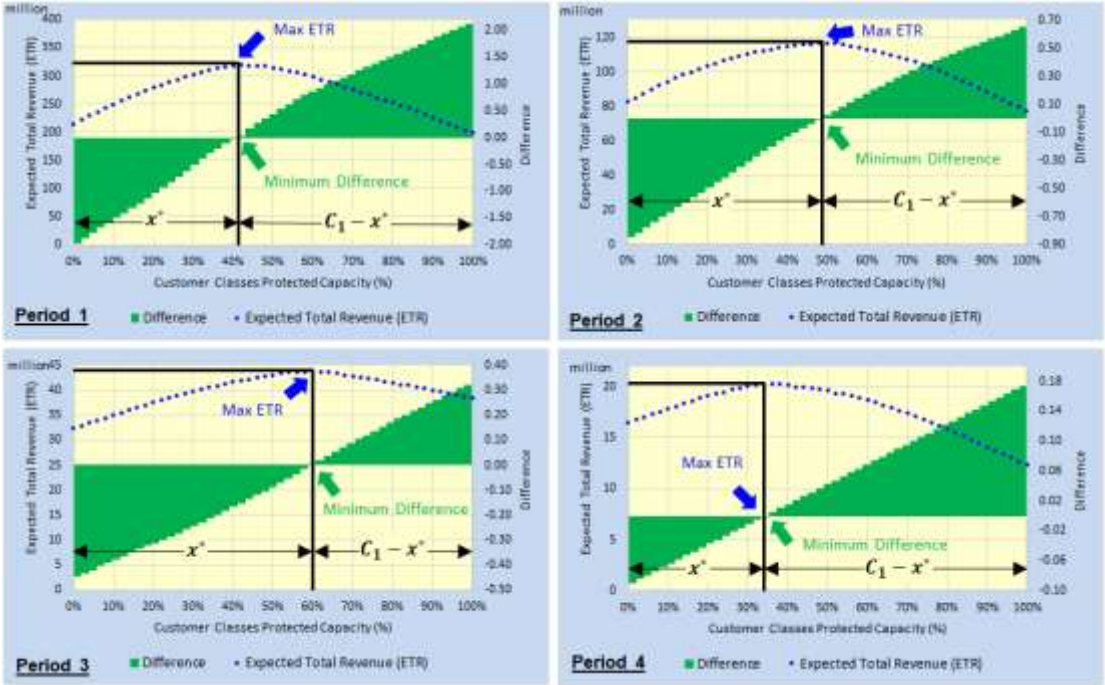 million
400
350
300
250
200
150
100
50
0
Expected Total Revenue (ETR)
2.00
1.50
1.00
0.50
0.00
-0.50
-1.00
-1.50
-2.00
Difference
Max ETR
Minimum Difference
x* C₁ − x*
0% 10% 20% 30% 40% 50% 60% 70% 80% 90% 100%
Customer Classes Protected Capacity (%)
Period 1 Difference Expected Total Revenue (ETR)
million
120
100
80
60
40
20
0
Expected Total Revenue (ETR)
0.70
0.50
0.30
0.10
-0.10
-0.30
-0.50
-0.70
-0.90
Difference
Max ETR
Minimum Difference
x* C₁ − x*
0% 10% 20% 30% 40% 50% 60% 70% 80% 90% 100%
Customer Classes Protected Capacity (%)
Period 2 Difference Expected Total Revenue (ETR)
million
45
40
35
30
25
20
15
10
5
0
Expected Total Revenue (ETR)
0.40
0.30
0.20
0.10
0.00
-0.10
-0.20
-0.30
-0.40
-0.50
Difference
Max ETR
Minimum Difference
x* C₁ − x*
0% 10% 20% 30% 40% 50% 60% 70% 80% 90% 100%
Customer Classes Protected Capacity (%)
Period 3 Difference Expected Total Revenue (ETR)
million
20
15
10
5
0
Expected Total Revenue (ETR)
0.18
0.14
0.10
0.06
0.02
-0.02
-0.06
-0.10
Difference
Max ETR
Minimum Difference
x* C₁ − x*
0% 10% 20% 30% 40% 50% 60% 70% 80% 90% 100%
Customer Classes Protected Capacity (%)
Period 4 Difference Expected Total Revenue (ETR)